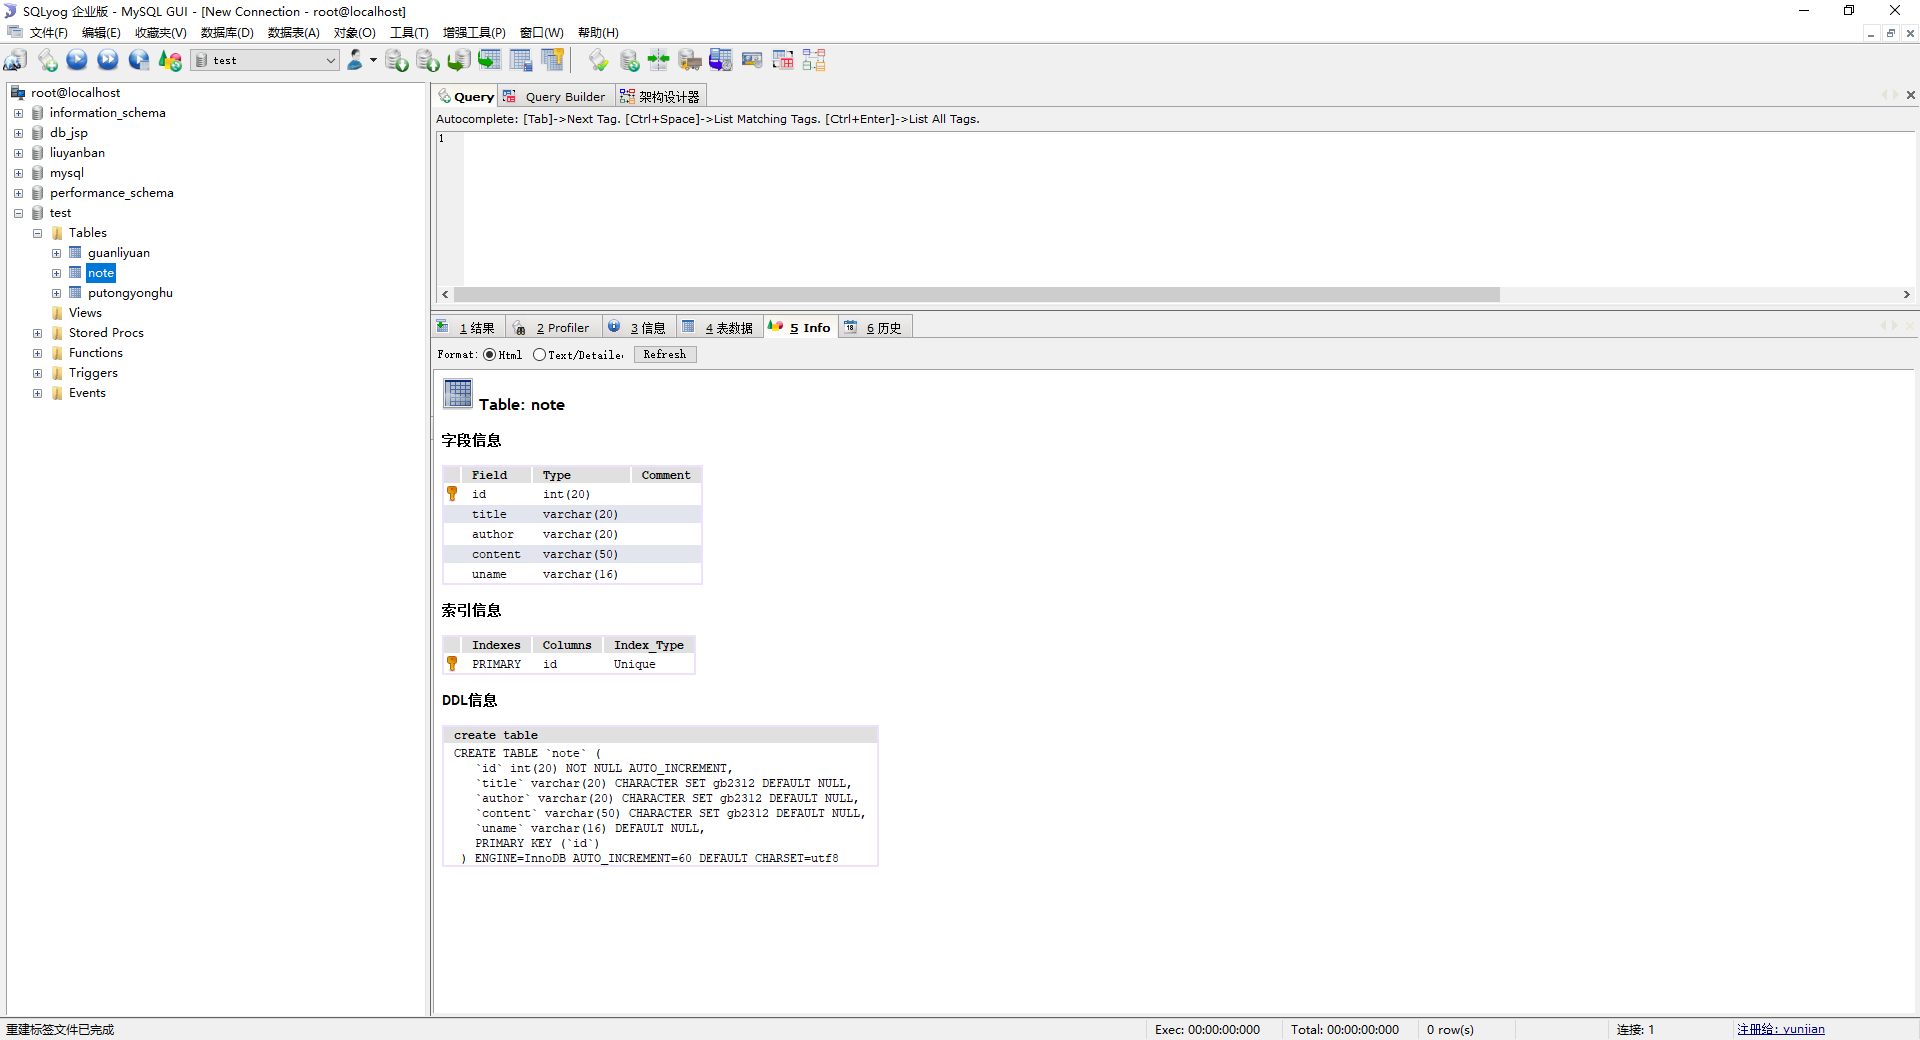 SQLyog 企业版 - MySQL GUI - [New Connection - root@localhost]
文件(F) 编辑(E) 收藏夹(V) 数据库(D) 数据表(A) 对象(O) 工具(T) 增强工具(P) 窗口(W) 帮助(H)
test
root@localhost
information_schema
db_jsp
liuyanban
mysql
performance_schema
test
Tables
guanliyuan
note
putongyonghu
Views
Stored Procs
Functions
Triggers
Events
Query Query Builder 架构设计器
Autocomplete: [Tab]->Next Tag. [Ctrl+Space]->List Matching Tags. [Ctrl+Enter]->List All Tags.
1
1 结果 2 Profiler 3 信息 4 表数据 5 Info 6 历史
Format: Html Text/Detaile Refresh
Table: note
字段信息
Field Type Comment
id int(20)
title varchar(20)
author varchar(20)
content varchar(50)
uname varchar(16)
索引信息
Indexes Columns Index_Type
PRIMARY id Unique
DDL信息
create table
CREATE TABLE `note` (
`id` int(20) NOT NULL AUTO_INCREMENT,
`title` varchar(20) CHARACTER SET gb2312 DEFAULT NULL,
`author` varchar(20) CHARACTER SET gb2312 DEFAULT NULL,
`content` varchar(50) CHARACTER SET gb2312 DEFAULT NULL,
`uname` varchar(16) DEFAULT NULL,
PRIMARY KEY (`id`)
) ENGINE=InnoDB AUTO_INCREMENT=60 DEFAULT CHARSET=utf8
重建标签文件已完成 Exec: 00:00:00:000 Total: 00:00:00:000 0 row(s) 连接: 1 注册给: yunjian